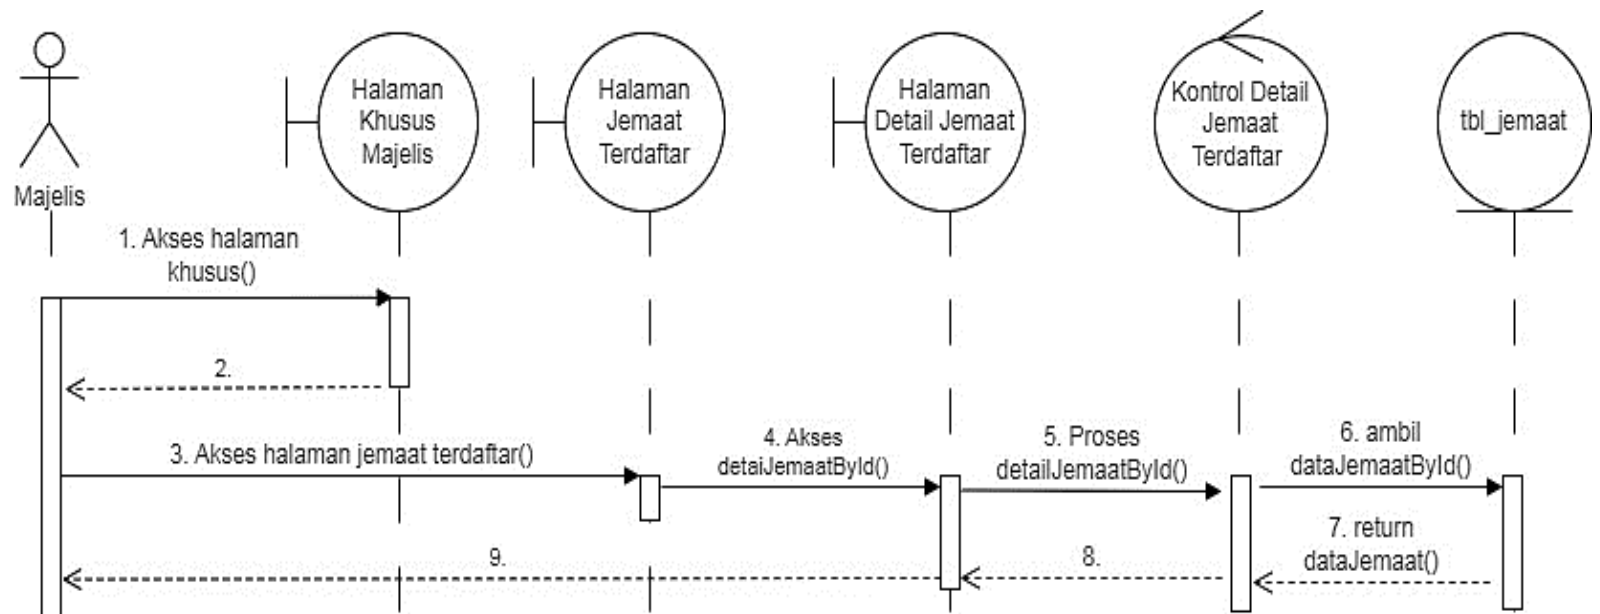 Halaman
Khusus
Majelis
Halaman
Jemaat
Terdaftar
Halaman
Detail Jemaat
Terdaftar
Kontrol Detail
Jemaat
Terdaftar
tbl_jemaat
Majelis
1. Akses halaman
khusus()
2.
3. Akses halaman jemaat terdaftar()
4. Akses
detaiJemaatById()
5. Proses
detailJemaatById()
6. ambil
dataJemaatById()
7. return
dataJemaat()
8.
9.